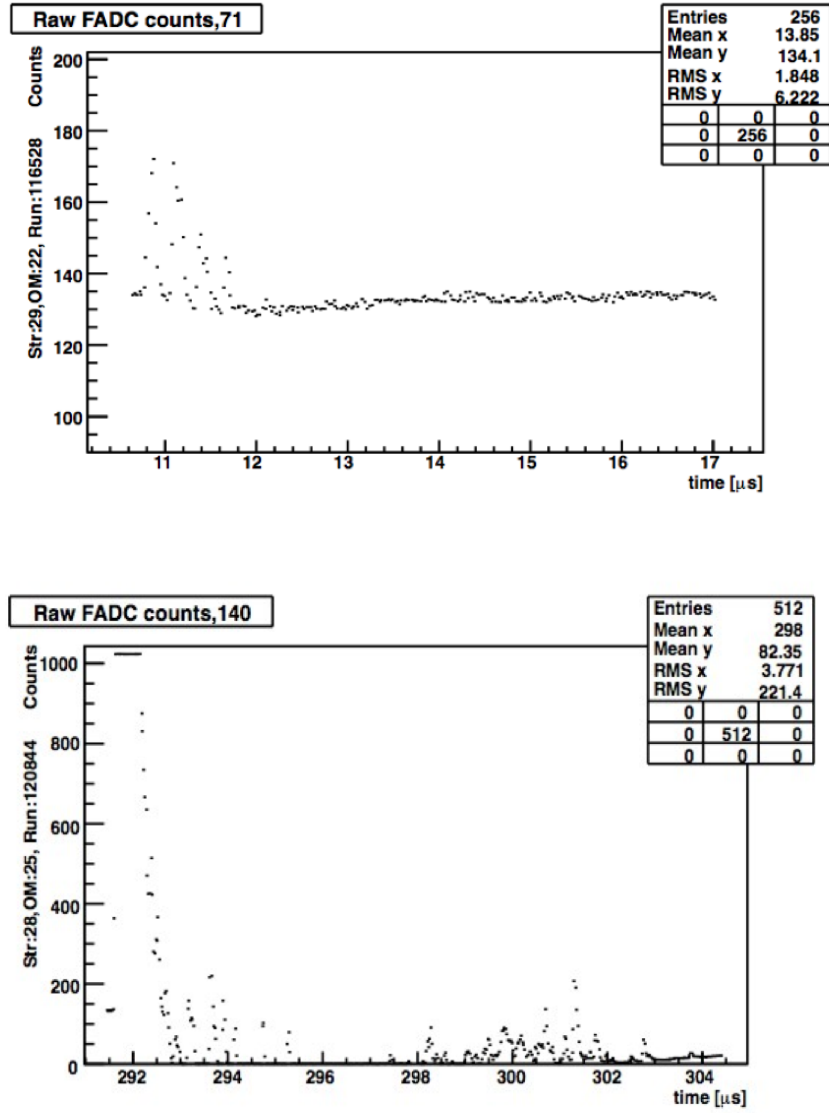 Raw FADC counts,71
Entries 256
Mean x 13.85
Mean y 134.1
RMS x 1.848
RMS y 6.222
0 0 0
0 256 0
0 0 0
Str:29,OM:22, Run:116528 Counts
200
180
160
140
120
100
11 12 13 14 15 16 17
time [μs]
Raw FADC counts,140
Entries 512
Mean x 298
Mean y 82.35
RMS x 3.771
RMS y 221.4
0 0 0
0 512 0
0 0 0
Str:28,OM:25, Run:120844 Counts
1000
800
600
400
200
0
292 294 296 298 300 302 304
time [μs]